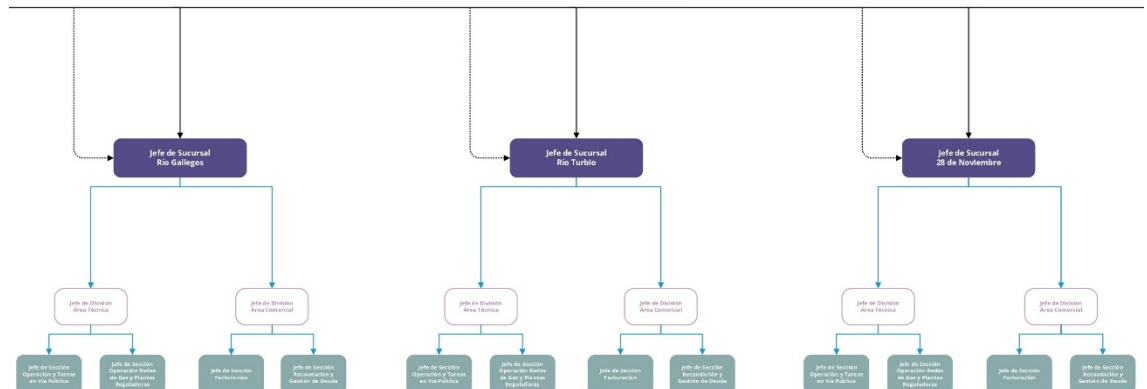 Jefe de Sucursal
Río Gallegos
Jefe de Sucursal
Río Turbio
Jefe de Sucursal
28 de Noviembre
Jefe de División
Área Técnica
Jefe de División
Área Comercial
Jefe de División
Área Técnica
Jefe de División
Área Comercial
Jefe de División
Área Técnica
Jefe de División
Área Comercial
Jefe de Sección
Operación y Tareas
en Vía Publica
Jefe de Sección
Operación Redes
de Gas y Plantas
Reguladoras
Jefe de Sección
Facturación
Jefe de Sección
Recaudación y
Gestión de Deuda
Jefe de Sección
Operación y Tareas
en Vía Publica
Jefe de Sección
Operación Redes
de Gas y Plantas
Reguladoras
Jefe de Sección
Facturación
Jefe de Sección
Recaudación y
Gestión de Deuda
Jefe de Sección
Operación y Tareas
en Vía Publica
Jefe de Sección
Operación Redes
de Gas y Plantas
Reguladoras
Jefe de Sección
Facturación
Jefe de Sección
Recaudación y
Gestión de Deuda